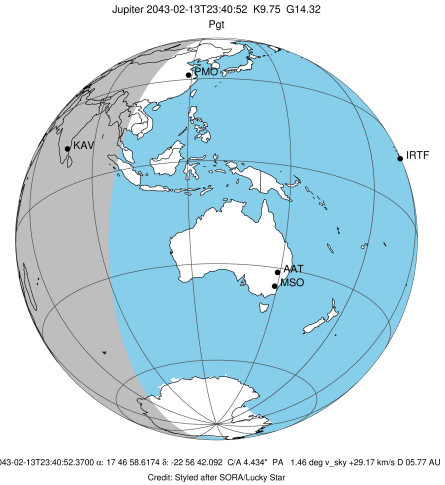 Jupiter 2043-02-13T23:40:52 K9.75 G14.32
Pgt
PMO
KAV
IRTF
AAT
MSO
043-02-13T23:40:52.3700 α: 17 46 58.6174 δ: -22 56 42.092 C/A 4.434" PA 1.46 deg v_sky +29.17 km/s D 05.77 AU
Credit: Styled after SORA/Lucky Star